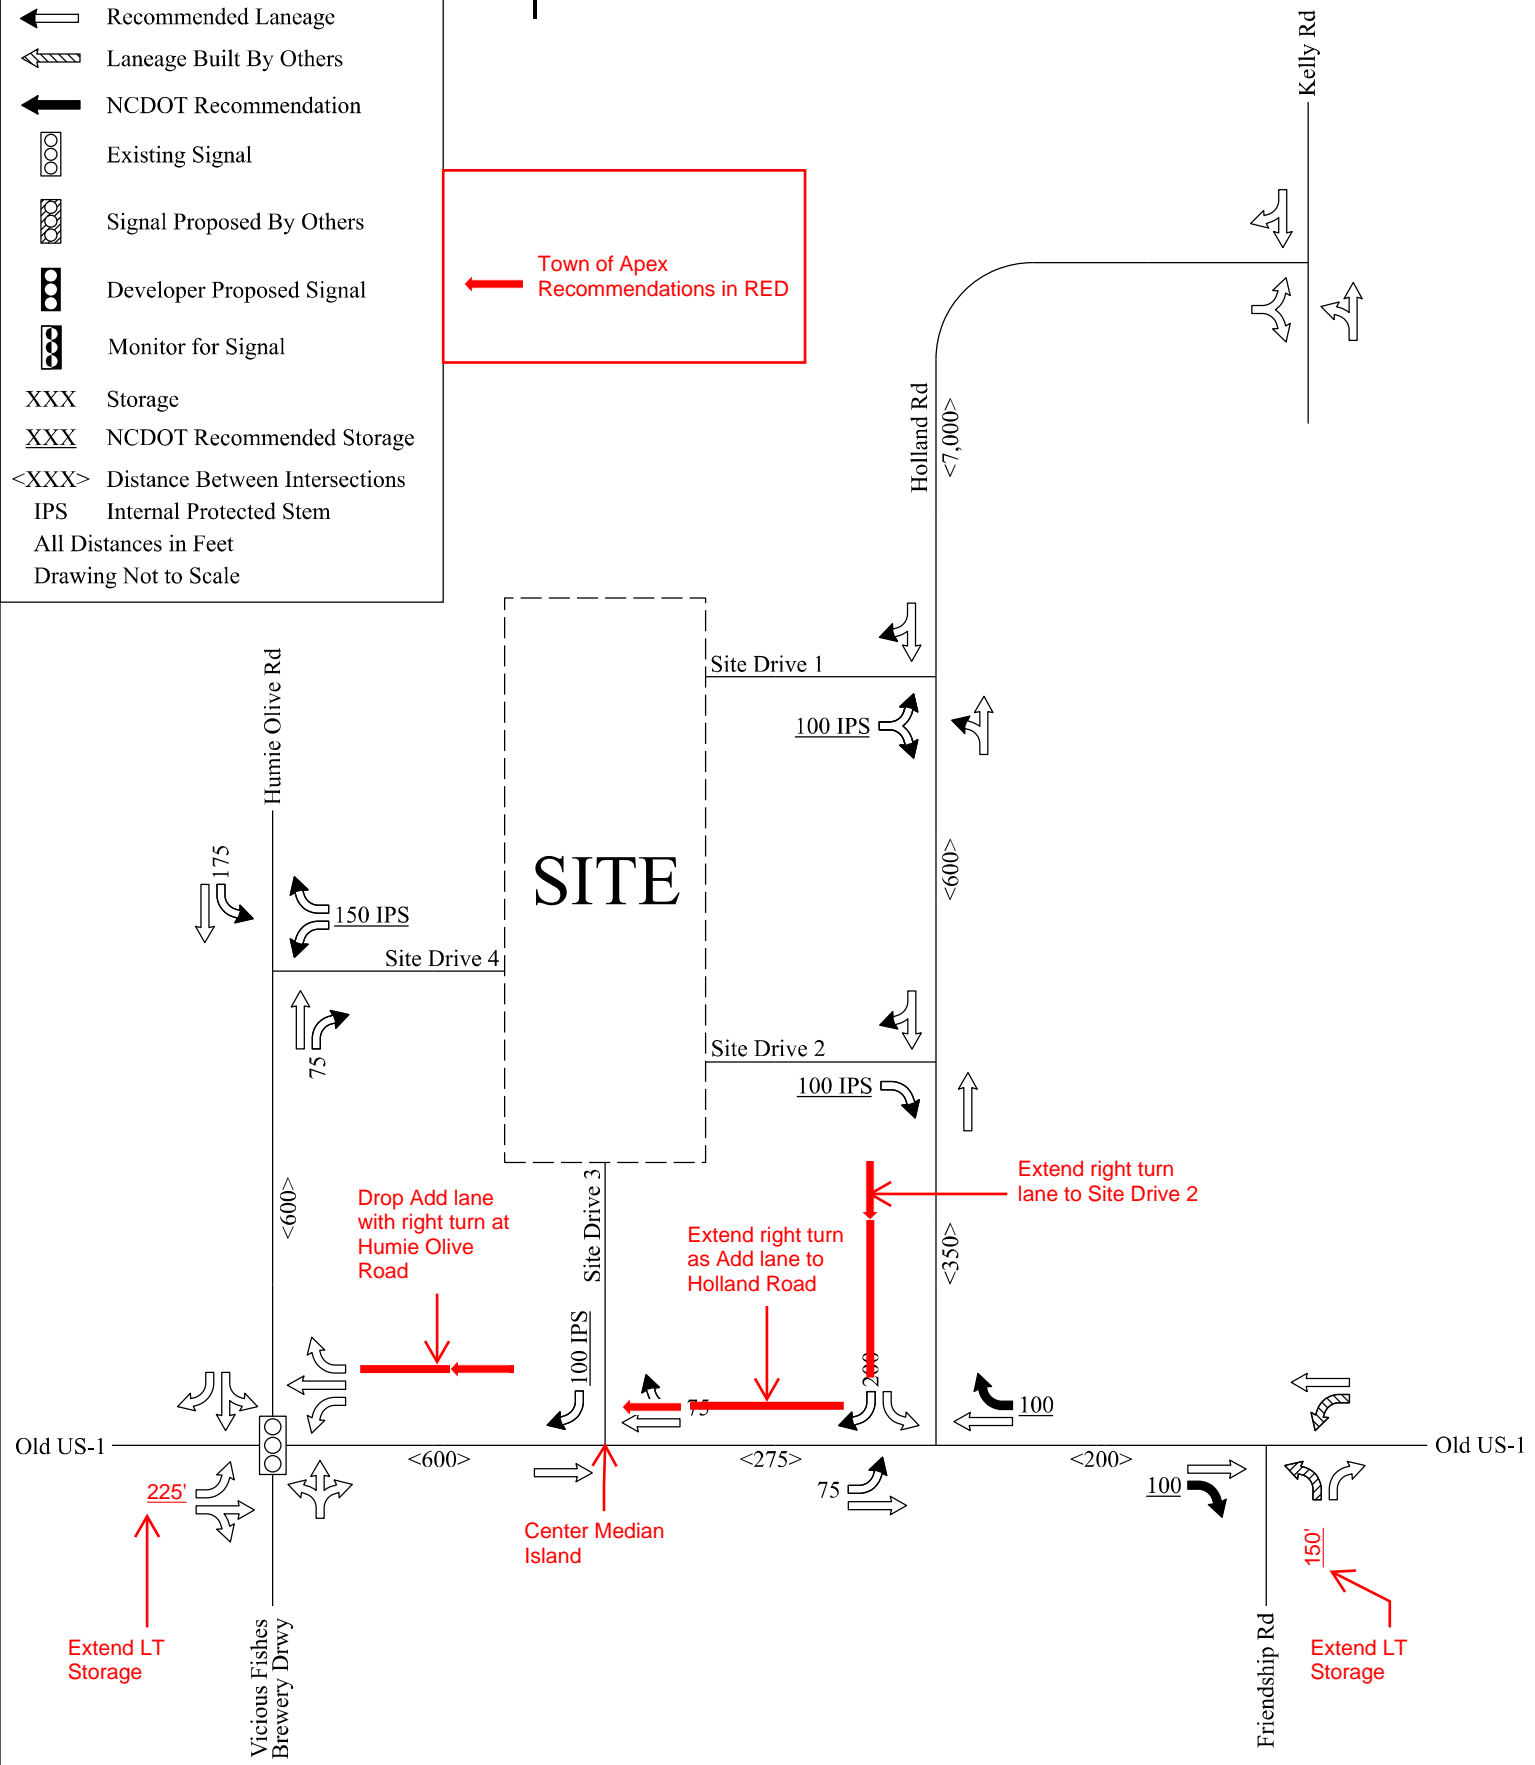 Recommended Laneage
Laneage Built By Others
NCDOT Recommendation
Existing Signal
Signal Proposed By Others
Developer Proposed Signal
Monitor for Signal
XXX Storage
XXX NCDOT Recommended Storage
<XXX> Distance Between Intersections
IPS Internal Protected Stem
All Distances in Feet
Drawing Not to Scale
Town of Apex
Recommendations in RED
Kelly Rd
Holland Rd
<7,000>
Site Drive 1
100 IPS
Humie Olive Rd
175
150 IPS
Site Drive 4
75
SITE
<600>
Site Drive 2
100 IPS
Extend right turn
lane to Site Drive 2
<600>
Drop Add lane
with right turn at
Humie Olive
Road
Site Drive 3
Extend right turn
as Add lane to
Holland Road
<350>
100 IPS
75
200
100
Old US-1
<600>
<275>
<200>
Old US-1
225'
75
100
Center Median
Island
150'
Extend LT
Storage
Vicious Fishes
Brewery Drwy
Friendship Rd
Extend LT
Storage